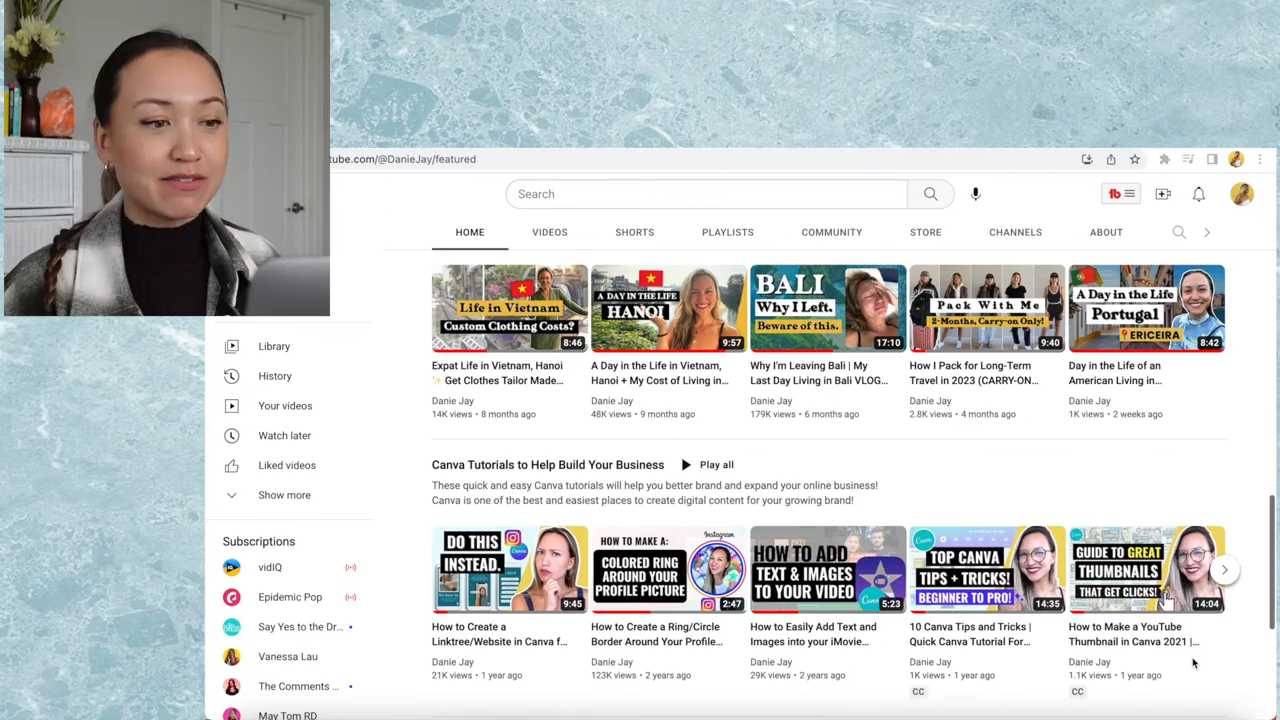 tube.com/@DanieJay/featured
Search
HOME VIDEOS SHORTS PLAYLISTS COMMUNITY STORE CHANNELS ABOUT
Life in Vietnam
Custom Clothing Costs?
8:46
A DAY IN THE LIFE
HANOI
9:57
BALI
Why I Left.
Beware of this.
17:10
Pack With Me
2-Months, Carry-on Only!
9:40
A Day in the Life
Portugal
ERICEIRA
8:42
Expat Life in Vietnam, Hanoi
✨ Get Clothes Tailor Made...
Danie Jay
14K views • 8 months ago
A Day in the Life in Vietnam,
Hanoi + My Cost of Living in...
Danie Jay
48K views • 9 months ago
Why I'm Leaving Bali | My
Last Day Living in Bali VLOG...
Danie Jay
179K views • 6 months ago
How I Pack for Long-Term
Travel in 2023 (CARRY-ON...
Danie Jay
2.8K views • 4 months ago
Day in the Life of an
American Living in...
Danie Jay
1K views • 2 weeks ago
Library
History
Your videos
Watch later
Liked videos
Show more
Subscriptions
vidIQ
Epidemic Pop
Say Yes to the Dr...
Vanessa Lau
The Comments ...
May Tom RD
Canva Tutorials to Help Build Your Business
Play all
These quick and easy Canva tutorials will help you better brand and expand your online business!
Canva is one of the best and easiest places to create digital content for your growing brand!
DO THIS
INSTEAD.
9:45
HOW TO MAKE A:
COLORED RING
AROUND YOUR
PROFILE PICTURE
Instagram
2:47
HOW TO ADD
TEXT & IMAGES
TO YOUR VIDEO
Canva
5:23
Canva
TOP CANVA
TIPS + TRICKS!
BEGINNER TO PRO!
14:35
Canva
GUIDE TO GREAT
THUMBNAILS
THAT GET CLICKS!
14:04
How to Create a
Linktree/Website in Canva f...
Danie Jay
21K views • 1 year ago
How to Create a Ring/Circle
Border Around Your Profile...
Danie Jay
123K views • 2 years ago
How to Easily Add Text and
Images into your iMovie...
Danie Jay
29K views • 2 years ago
10 Canva Tips and Tricks |
Quick Canva Tutorial For...
Danie Jay
1K views • 1 year ago
CC
How to Make a YouTube
Thumbnail in Canva 2021 |...
Danie Jay
1.1K views • 1 year ago
CC